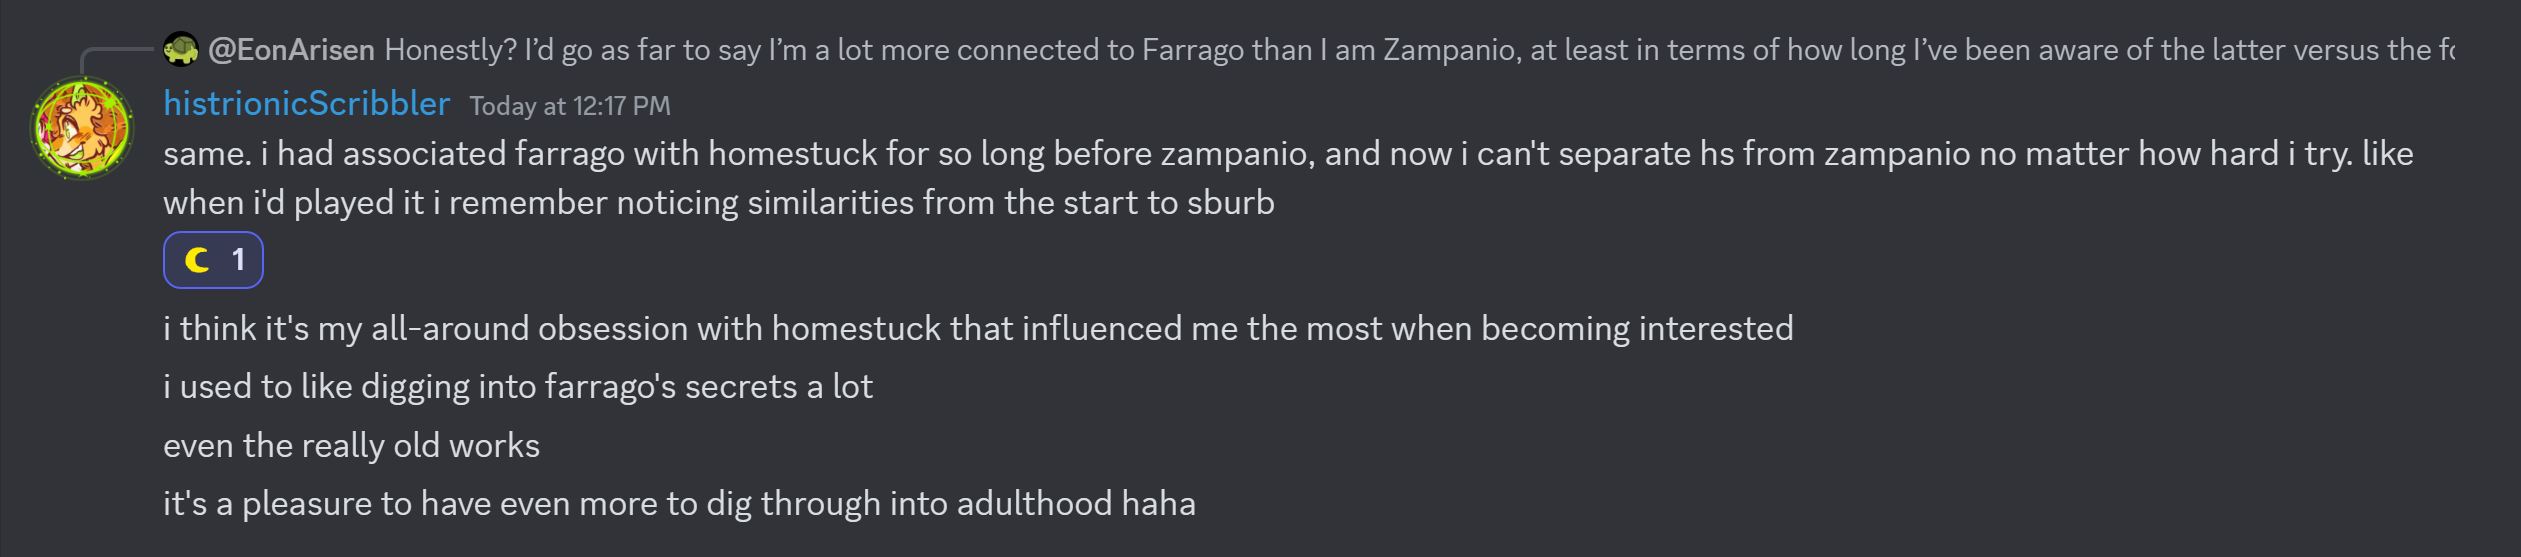 @EonArisen Honestly? I’d go as far to say I’m a lot more connected to Farrago than I am Zampanio, at least in terms of how long I’ve been aware of the latter versus the
histrionicScribbler Today at 12:17 PM
same. i had associated farrago with homestuck for so long before zampanio, and now i can't separate hs from zampanio no matter how hard i try. like
when i'd played it i remember noticing similarities from the start to sburb
1
i think it's my all-around obsession with homestuck that influenced me the most when becoming interested
i used to like digging into farrago's secrets a lot
even the really old works
it's a pleasure to have even more to dig through into adulthood haha